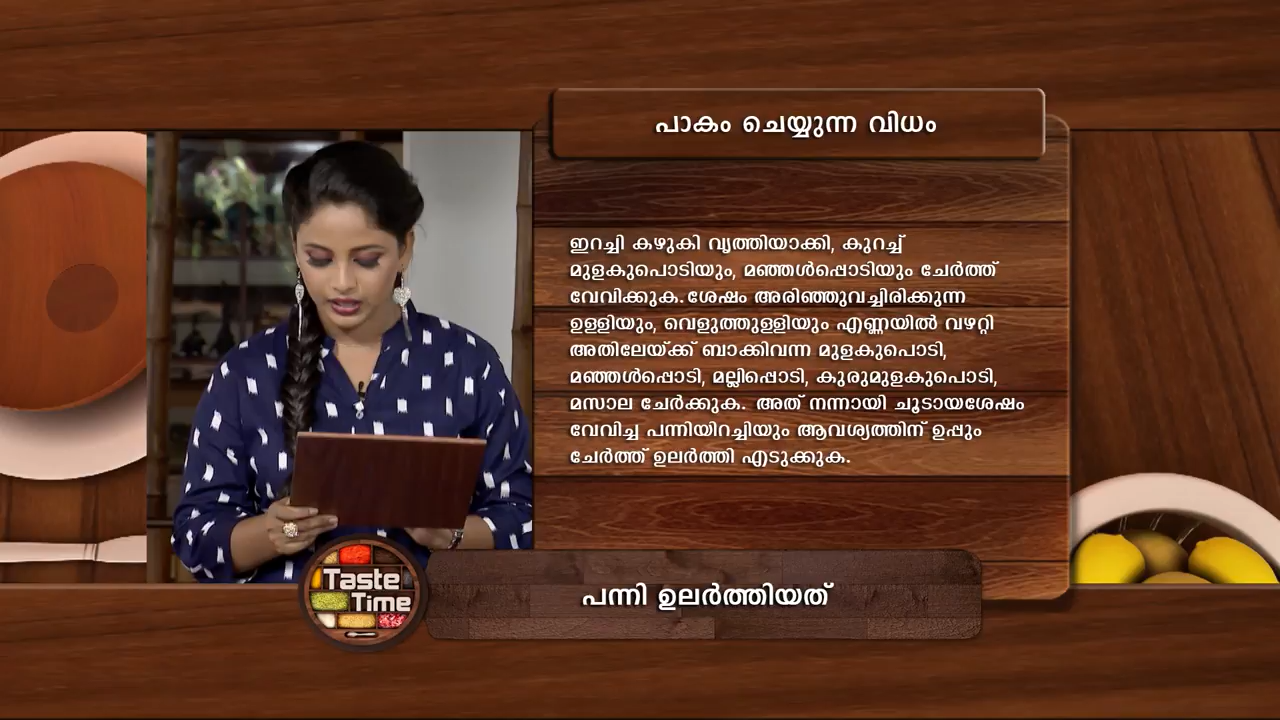 പാകം ചെയ്യുന്ന വിധം
ഇറച്ചി കഴുകി വൃത്തിയാക്കി, കുറച്ച്
മുളകുപൊടിയും, മഞ്ഞൾപ്പൊടിയും ചേർത്ത്
വേവിക്കുക. ശേഷം അരിഞ്ഞുവച്ചിരിക്കുന്ന
ഉള്ളിയും, വെളുത്തുള്ളിയും എണ്ണയിൽ വഴറ്റി
അതിലേയ്ക്ക് ബാക്കിവന്ന മുളകുപൊടി,
മഞ്ഞൾപ്പൊടി, മല്ലിപ്പൊടി, കുരുമുളകുപൊടി,
മസാല ചേർക്കുക. അത് നന്നായി ചൂടായശേഷം
വേവിച്ച പന്നിയിറച്ചിയും ആവശ്യത്തിന് ഉപ്പും
ചേർത്ത് ഉലർത്തി എടുക്കുക.
Taste
Time
പന്നി ഉലർത്തിയത്